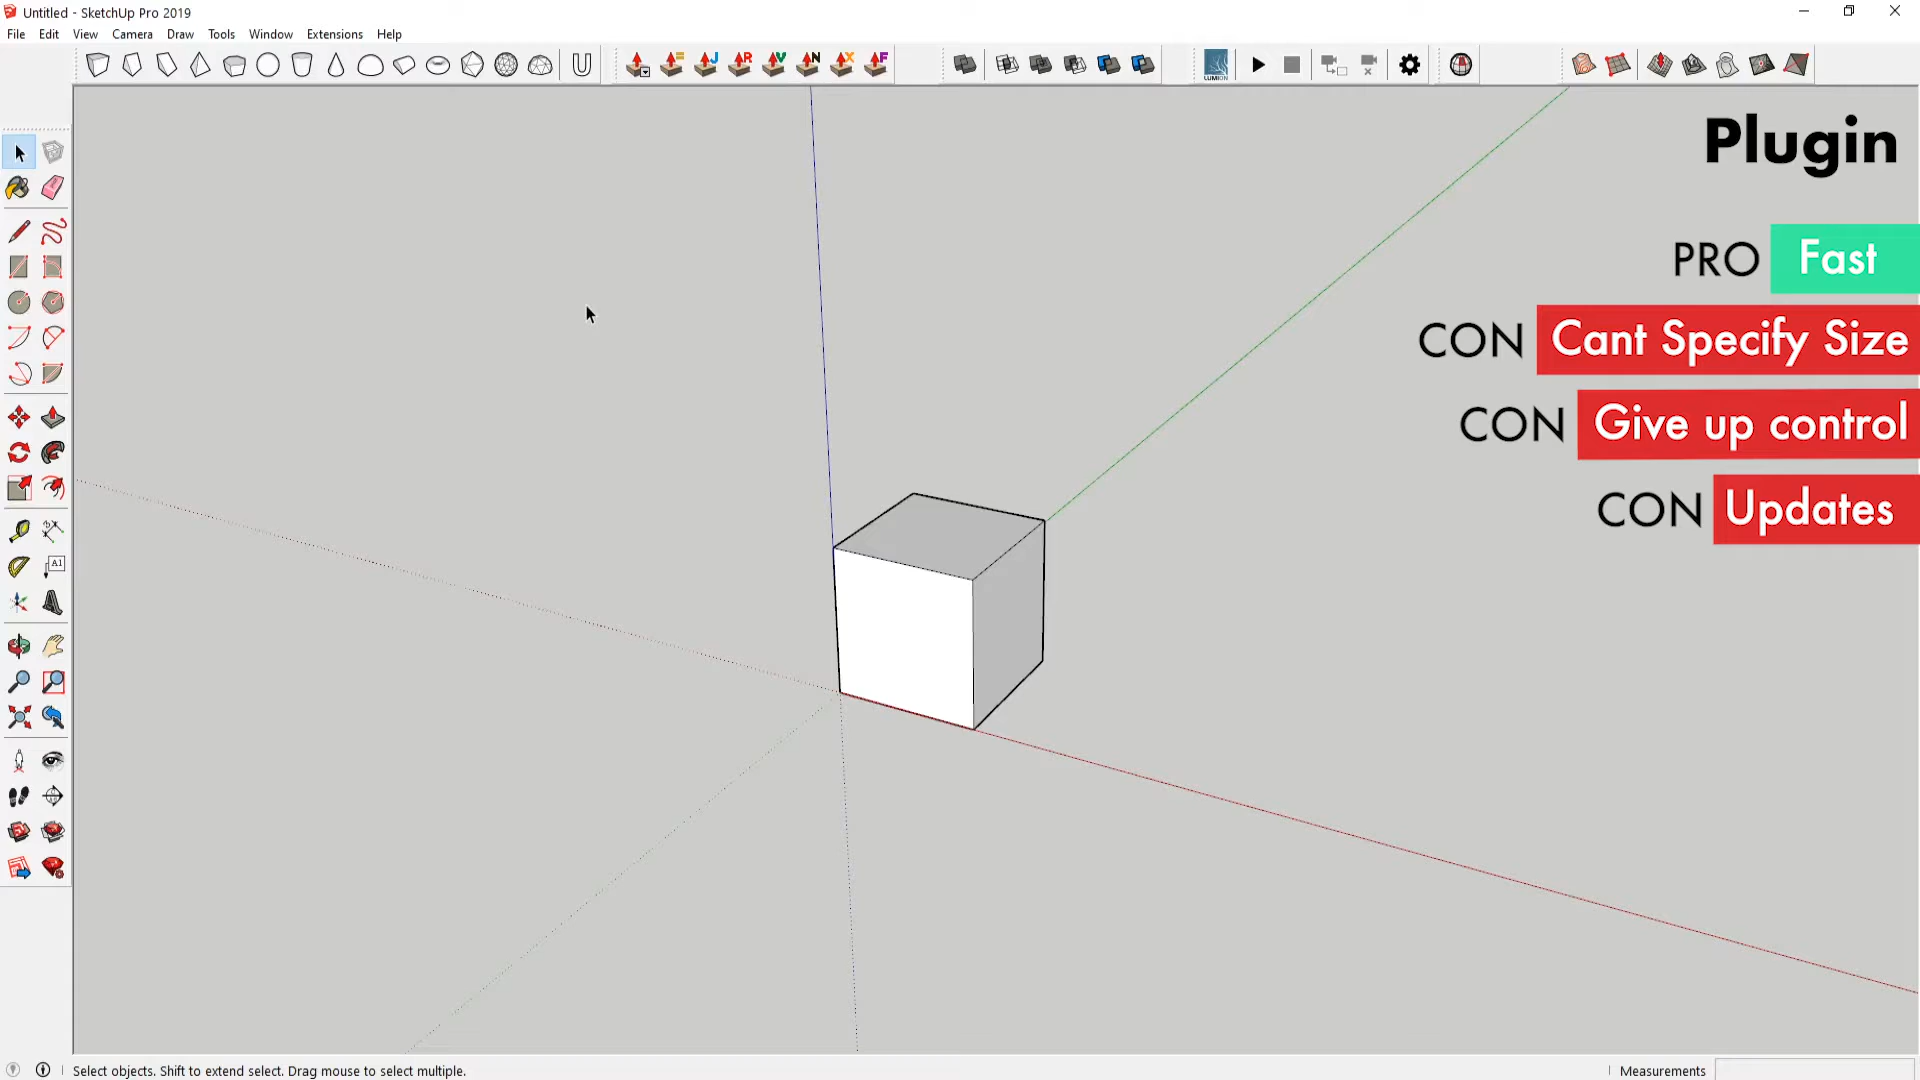 Untitled - SketchUp Pro 2019
File Edit View Camera Draw Tools Window Extensions Help
U = J R V N X F LUMION
Plugin
PRO Fast
CON Cant Specify Size
CON Give up control
CON Updates
A1
Select objects. Shift to extend select. Drag mouse to select multiple.
Measurements